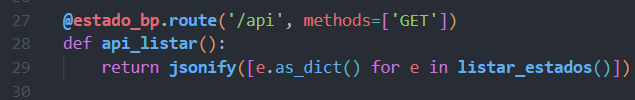 27 @estado_bp.route('/api', methods=['GET'])
28 def api_listar():
29     return jsonify([e.as_dict() for e in listar_estados()])
30